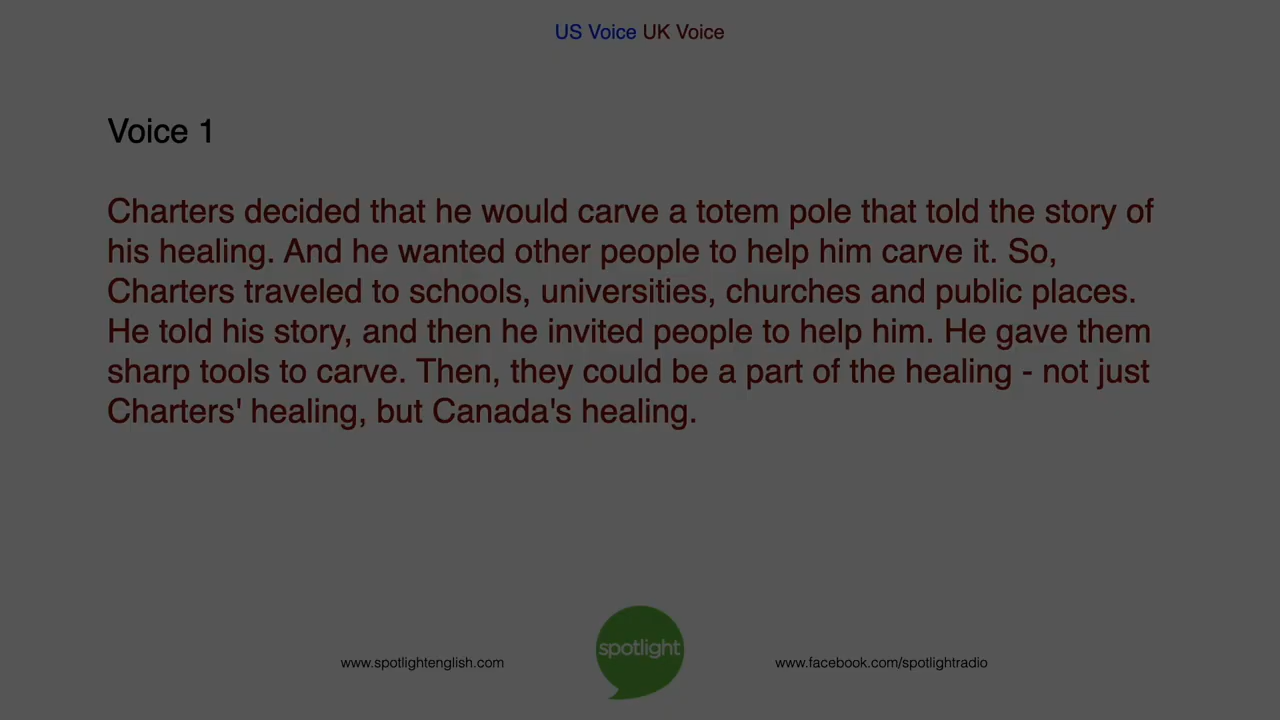 US Voice UK Voice
Voice 1
Charters decided that he would carve a totem pole that told the story of
his healing. And he wanted other people to help him carve it. So,
Charters traveled to schools, universities, churches and public places.
He told his story, and then he invited people to help him. He gave them
sharp tools to carve. Then, they could be a part of the healing - not just
Charters' healing, but Canada's healing.
spotlight
www.spotlightenglish.com
www.facebook.com/spotlightradio